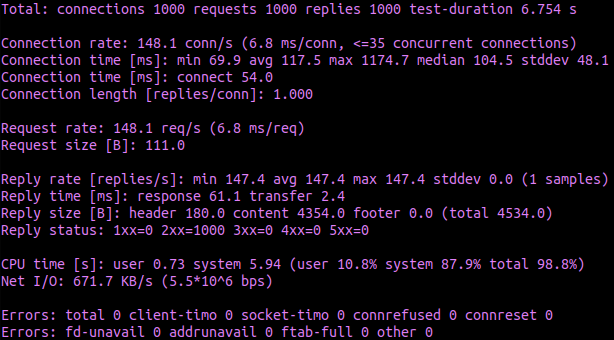 Total: connections 1000 requests 1000 replies 1000 test-duration 6.754 s
Connection rate: 148.1 conn/s (6.8 ms/conn, <=35 concurrent connections)
Connection time [ms]: min 69.9 avg 117.5 max 1174.7 median 104.5 stddev 48.1
Connection time [ms]: connect 54.0
Connection length [replies/conn]: 1.000
Request rate: 148.1 req/s (6.8 ms/req)
Request size [B]: 111.0
Reply rate [replies/s]: min 147.4 avg 147.4 max 147.4 stddev 0.0 (1 samples)
Reply time [ms]: response 61.1 transfer 2.4
Reply size [B]: header 180.0 content 4354.0 footer 0.0 (total 4534.0)
Reply status: 1xx=0 2xx=1000 3xx=0 4xx=0 5xx=0
CPU time [s]: user 0.73 system 5.94 (user 10.8% system 87.9% total 98.8%)
Net I/O: 671.7 KB/s (5.5*10^6 bps)
Errors: total 0 client-timo 0 socket-timo 0 connrefused 0 connreset 0
Errors: fd-unavail 0 addrunavail 0 ftab-full 0 other 0